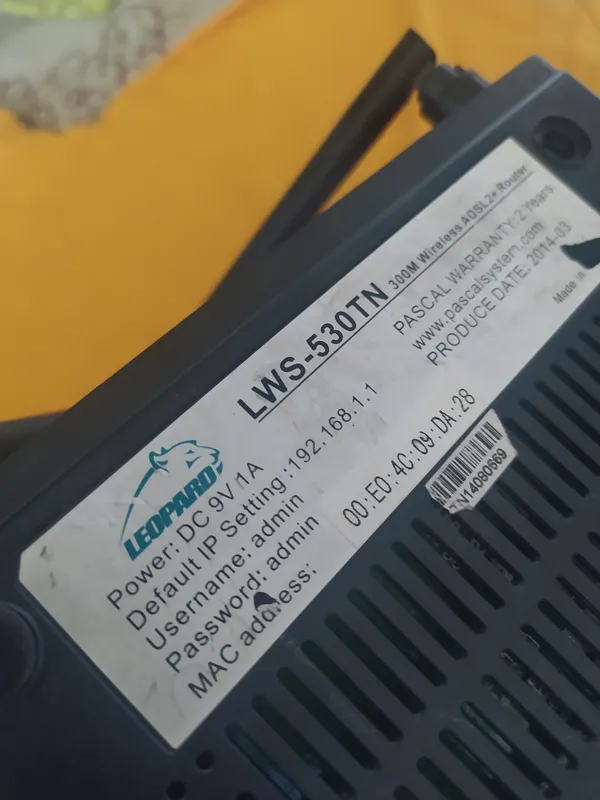 LEOPARD
LWS-530TN 300M Wireless ADSL2+ Router
Power: DC 9V/1A
Default IP Setting :192.168.1.1
Username: admin
Password: admin
MAC address:
00:E0:4C:09:DA:28
PASCAL WARRANTY: 2 Years
www.pascalsystem.com
PRODUCE DATE: 2014-03
Made in